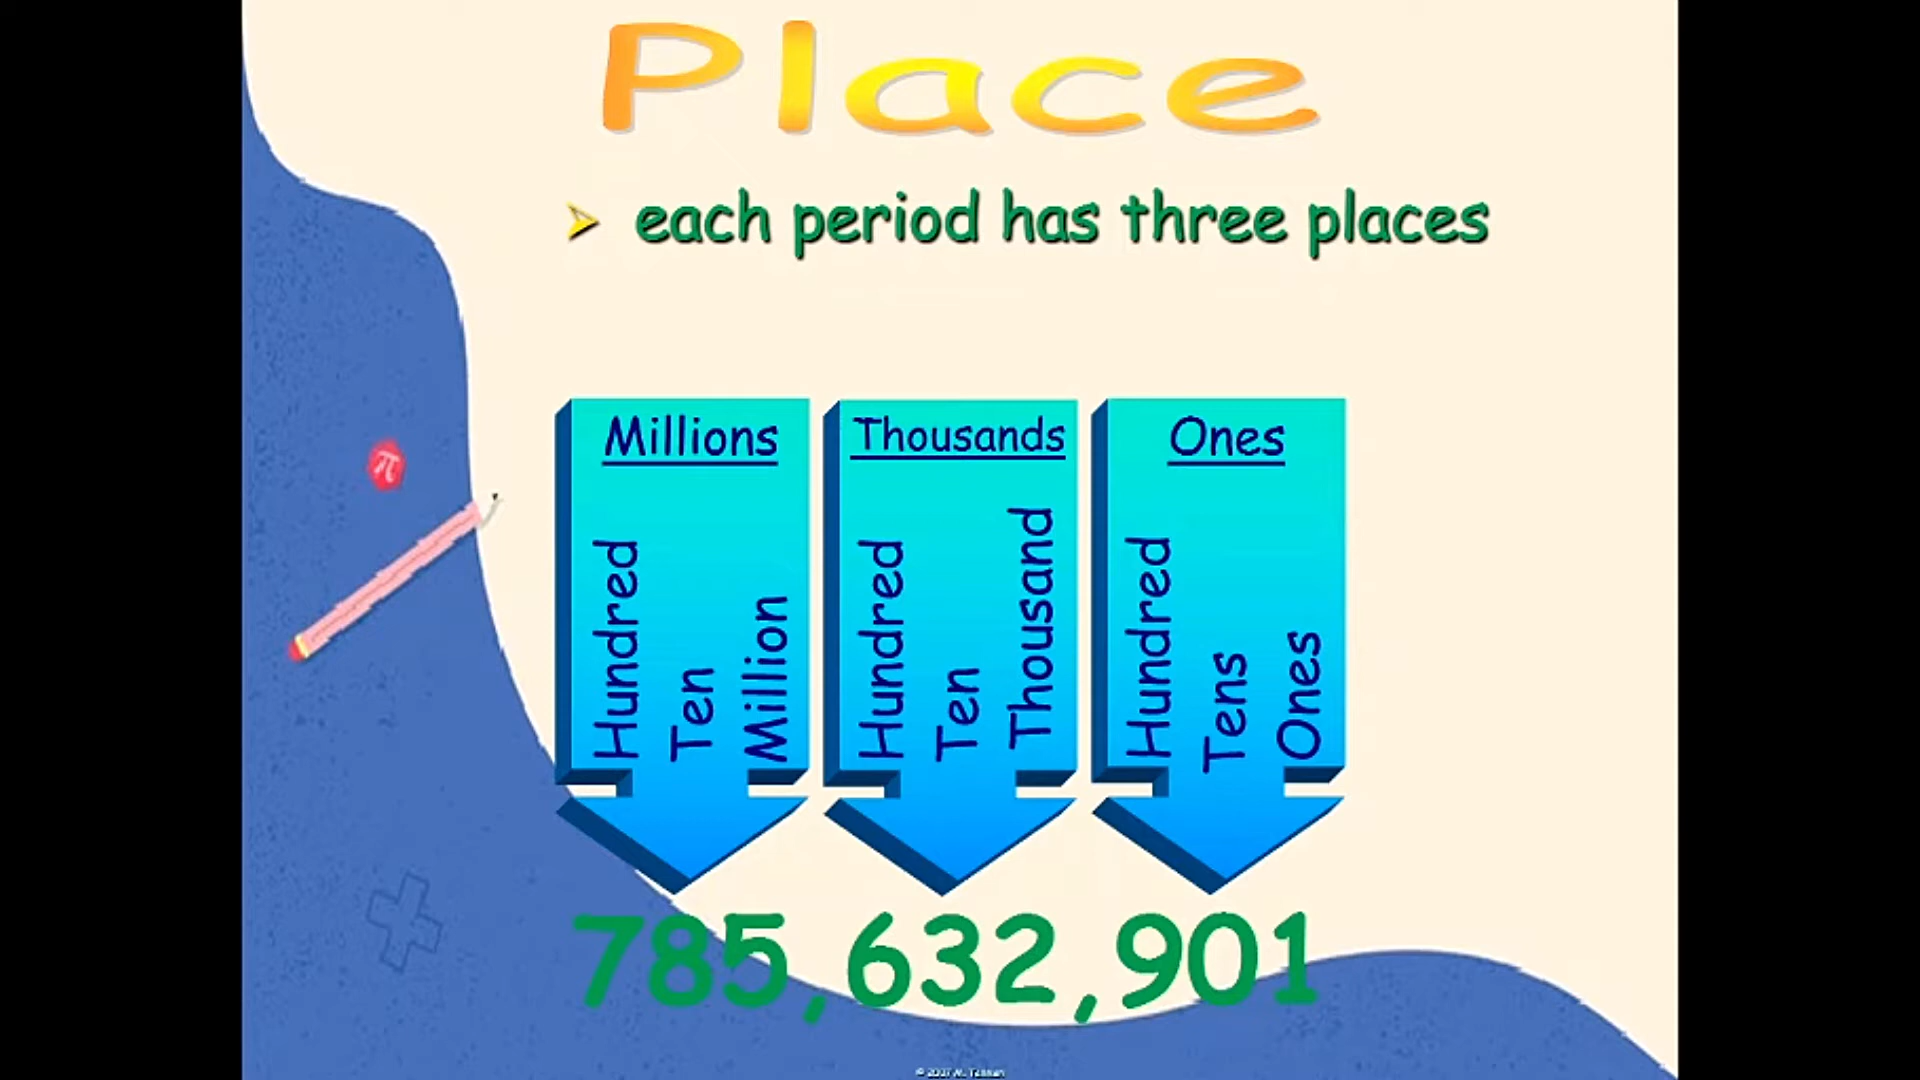 Place
➢ each period has three places
Millions
Hundred
Ten
Million
Thousands
Hundred
Ten
Thousand
Ones
Hundred
Tens
Ones
785,632,901
π